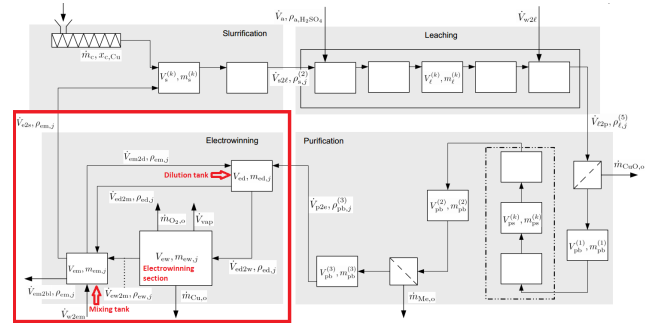 V̇ₐ, ρₐ,H₂SO₄
V̇w2ℓ
Slurrification
Leaching
ṁc, xc,Cu
Vs^(k), ms^(k)
V̇s2ℓ, ρs,j^(2)
Vℓ^(k), mℓ^(k)
V̇e2s, ρem,j
V̇ℓ2p, ρℓ,j^(5)
Electrowinning
Purification
V̇em2d, ρem,j
Dilution tank
Ved, med,j
ṁCuO,o
V̇ed2m, ρed,j
V̇p2e, ρpb,j^(3)
Vpb^(2), mpb^(2)
Vps^(k), mps^(k)
ṁO₂,o
V̇vap
Vpb^(1), mpb^(1)
Vew, mew,j
Vem, mem,j
Electrowinning
section
V̇ed2w, ρed,j
Vpb^(3), mpb^(3)
V̇em2bl, ρem,j
V̇ew2m, ρew,j
ṁCu,o
ṁMe,o
V̇w2em
Mixing tank